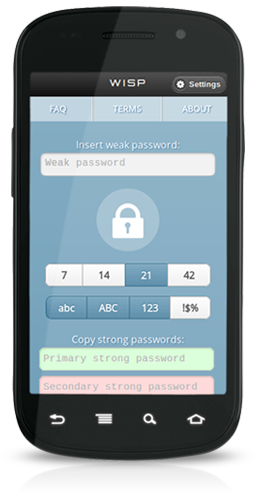 WISP
Settings
FAQ TERMS ABOUT
Insert weak password:
Weak password
7 14 21 42
abc ABC 123 !$%
Copy strong passwords:
Primary strong password
Secondary strong password